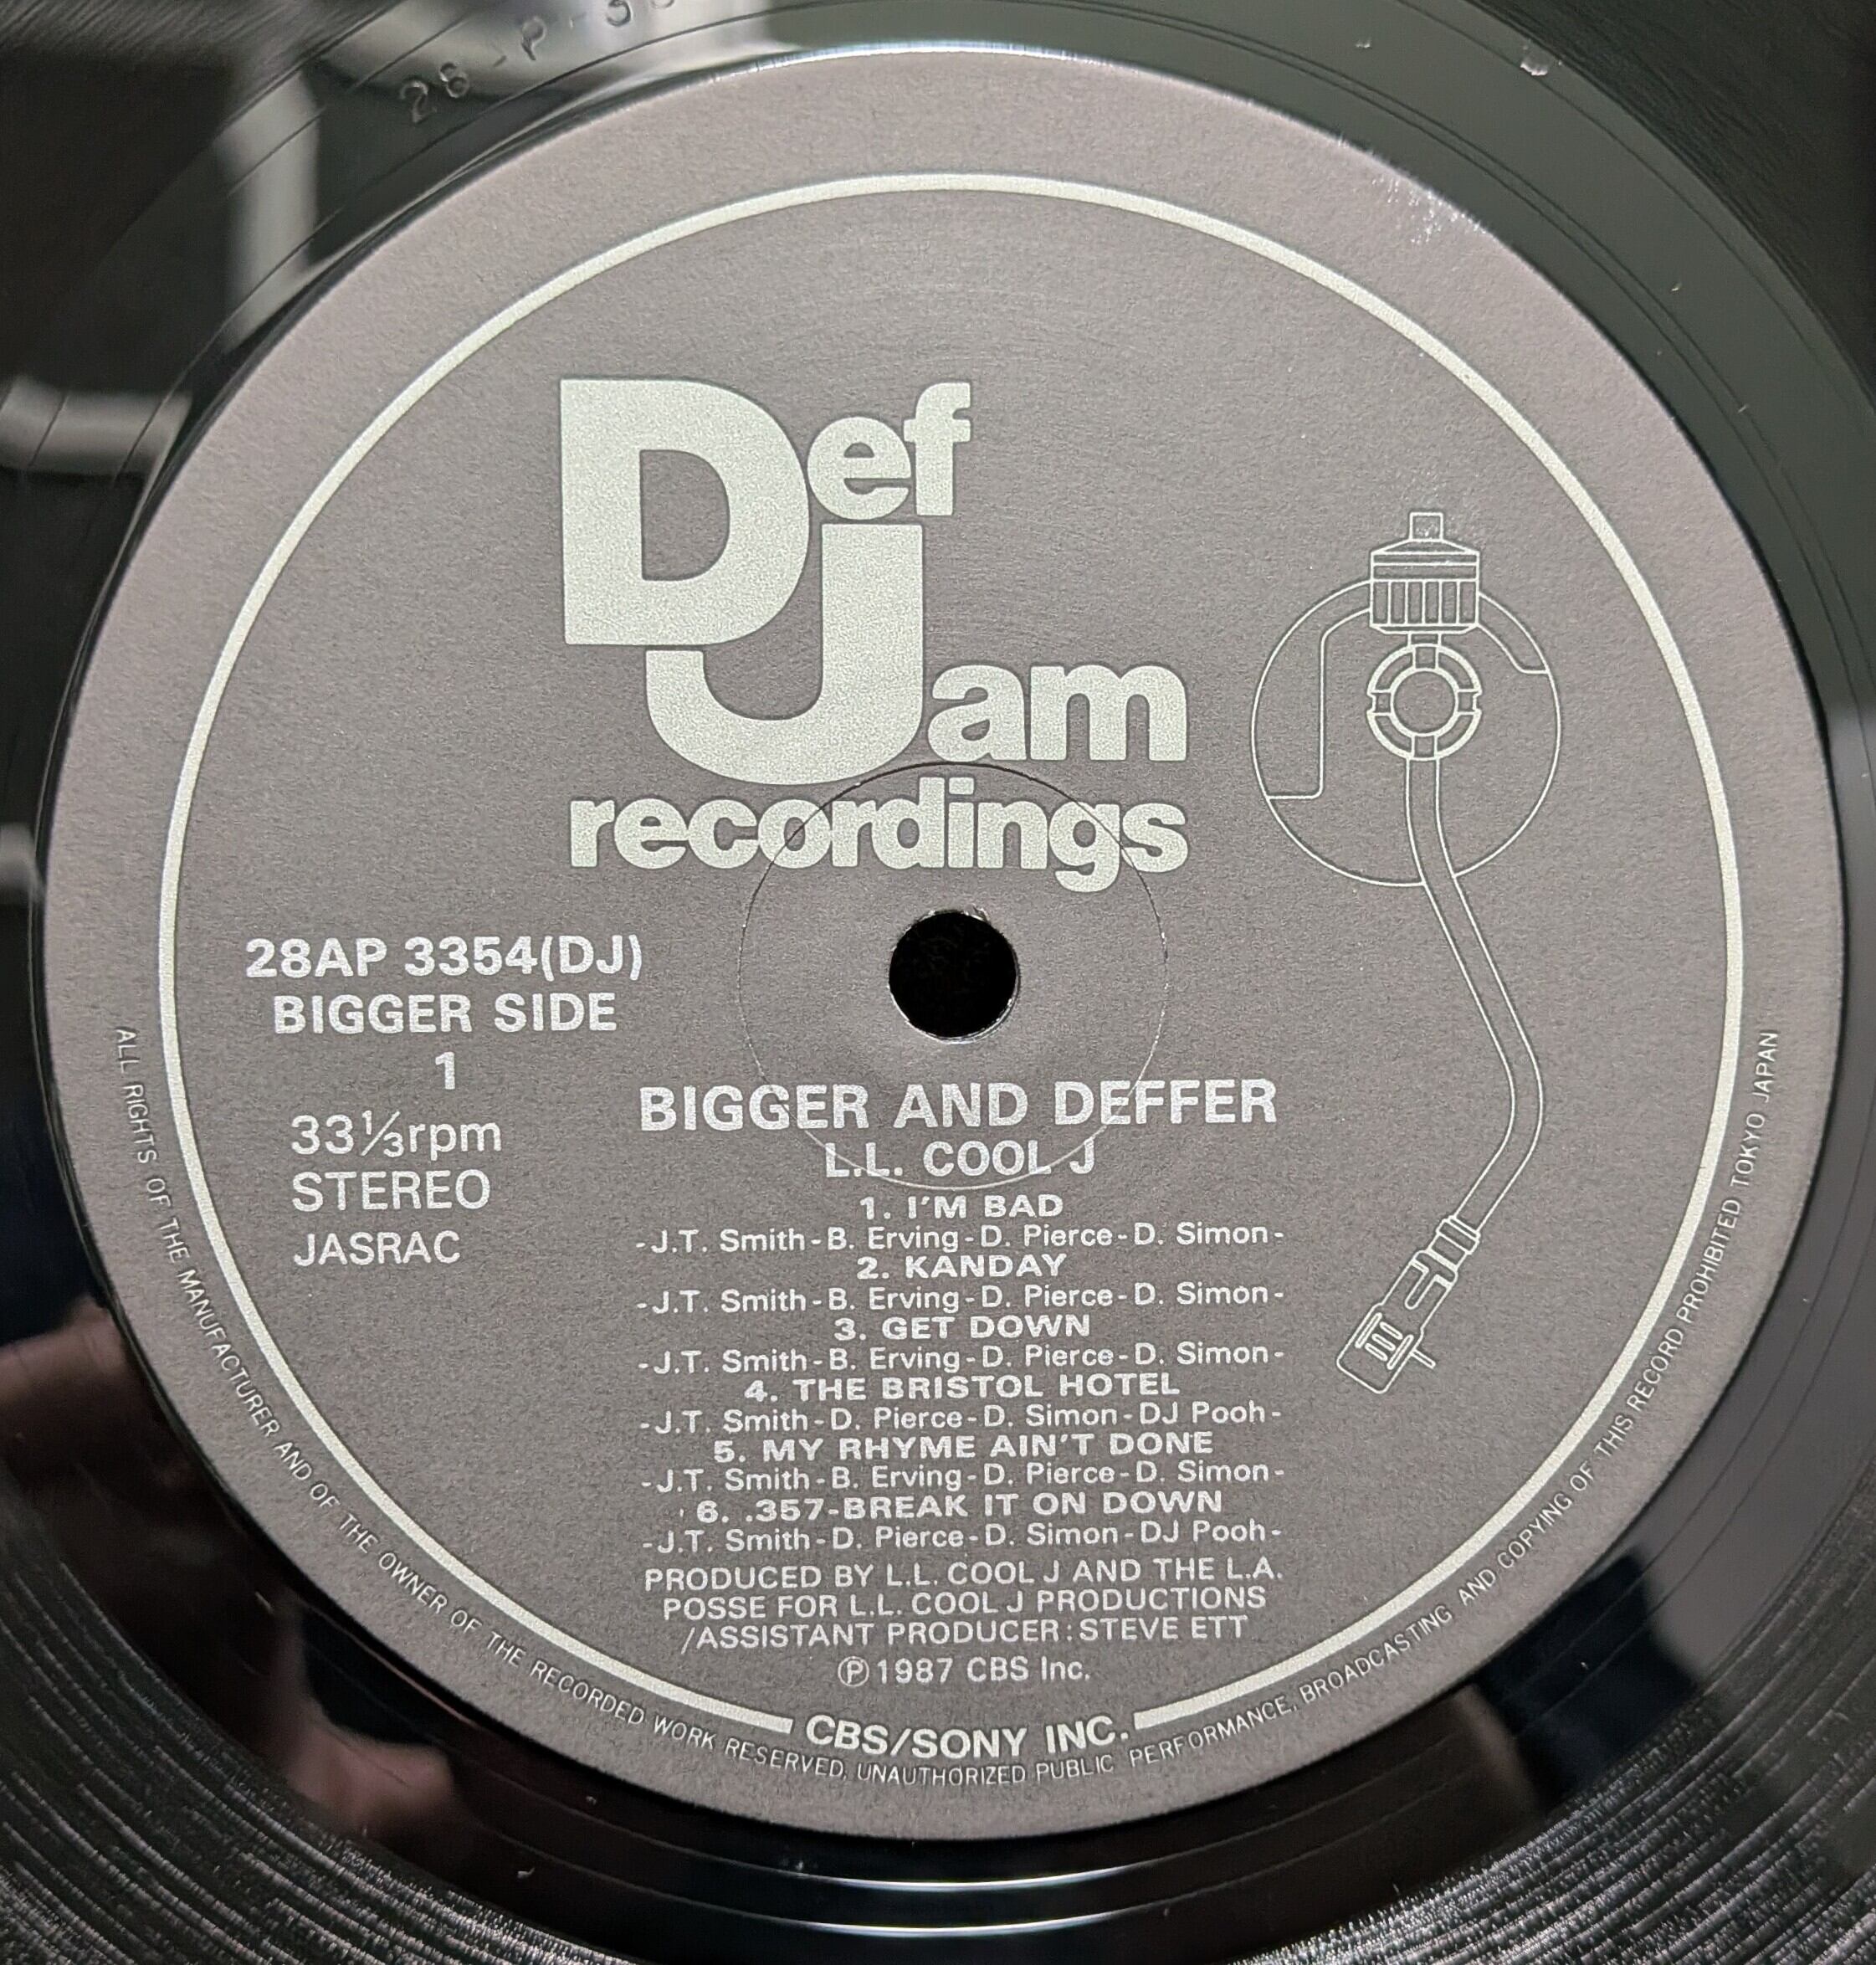 Def
Jam
recordings
28AP 3354(DJ)
BIGGER SIDE
1
33⅓rpm
STEREO
JASRAC
BIGGER AND DEFFER
L.L. COOL J
1. I'M BAD
-J.T. Smith-B. Erving-D. Pierce-D. Simon-
2. KANDAY
-J.T. Smith-B. Erving-D. Pierce-D. Simon-
3. GET DOWN
-J.T. Smith-B. Erving-D. Pierce-D. Simon-
4. THE BRISTOL HOTEL
-J.T. Smith-D. Pierce-D. Simon-DJ Pooh-
5. MY RHYME AIN'T DONE
-J.T. Smith-B. Erving-D. Pierce-D. Simon-
6. .357-BREAK IT ON DOWN
-J.T. Smith-D. Pierce-D. Simon-DJ Pooh-
PRODUCED BY L.L. COOL J AND THE L.A.
POSSE FOR L.L. COOL J PRODUCTIONS
/ASSISTANT PRODUCER:STEVE ETT
℗1987 CBS Inc.
CBS/SONY INC.
ALL RIGHTS OF THE MANUFACTURER AND OF THE OWNER OF THE RECORDED WORK RESERVED. UNAUTHORIZED PUBLIC PERFORMANCE, BROADCASTING AND COPYING OF THIS RECORD PROHIBITED TOKYO JAPAN